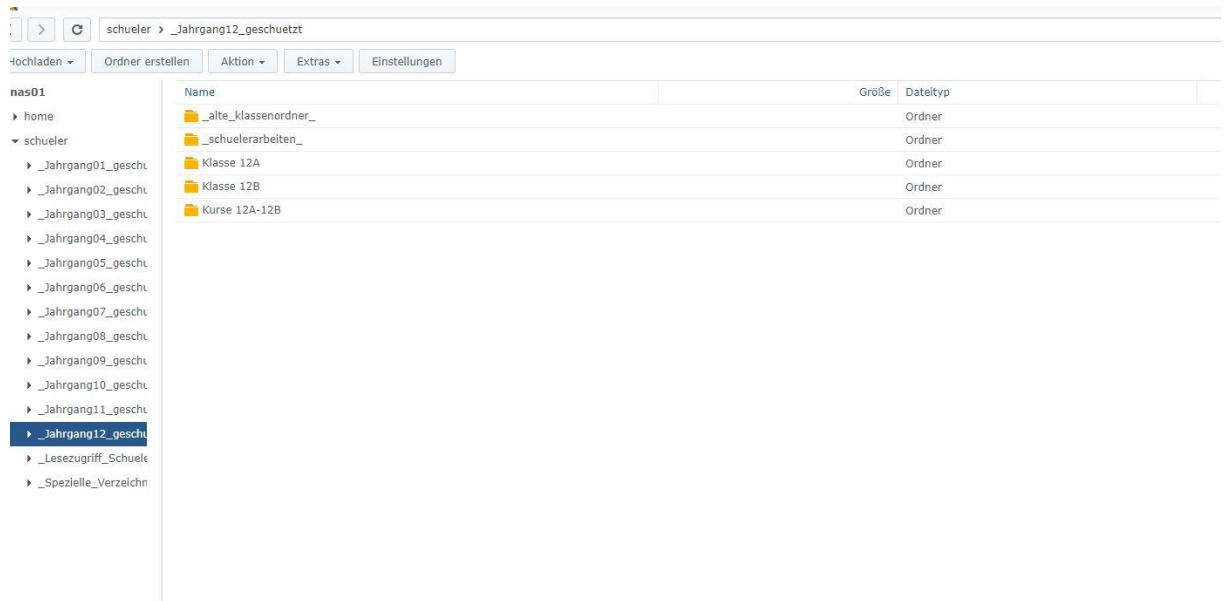 schueler > _Jahrgang12_geschuetzt
Ordner erstellen Aktion Extras Einstellungen
nas01
home
schueler
_Jahrgang01_geschu
_Jahrgang02_geschu
_Jahrgang03_geschu
_Jahrgang04_geschu
_Jahrgang05_geschu
_Jahrgang06_geschu
_Jahrgang07_geschu
_Jahrgang08_geschu
_Jahrgang09_geschu
_Jahrgang10_geschu
_Jahrgang11_geschu
_Jahrgang12_geschu
_Lesezugriff_Schuele
_Spezielle_Verzeichn
Name Größe Dateityp
_alte_klassenordner_ Ordner
_schuelerarbeiten_ Ordner
Klasse 12A Ordner
Klasse 12B Ordner
Kurse 12A-12B Ordner